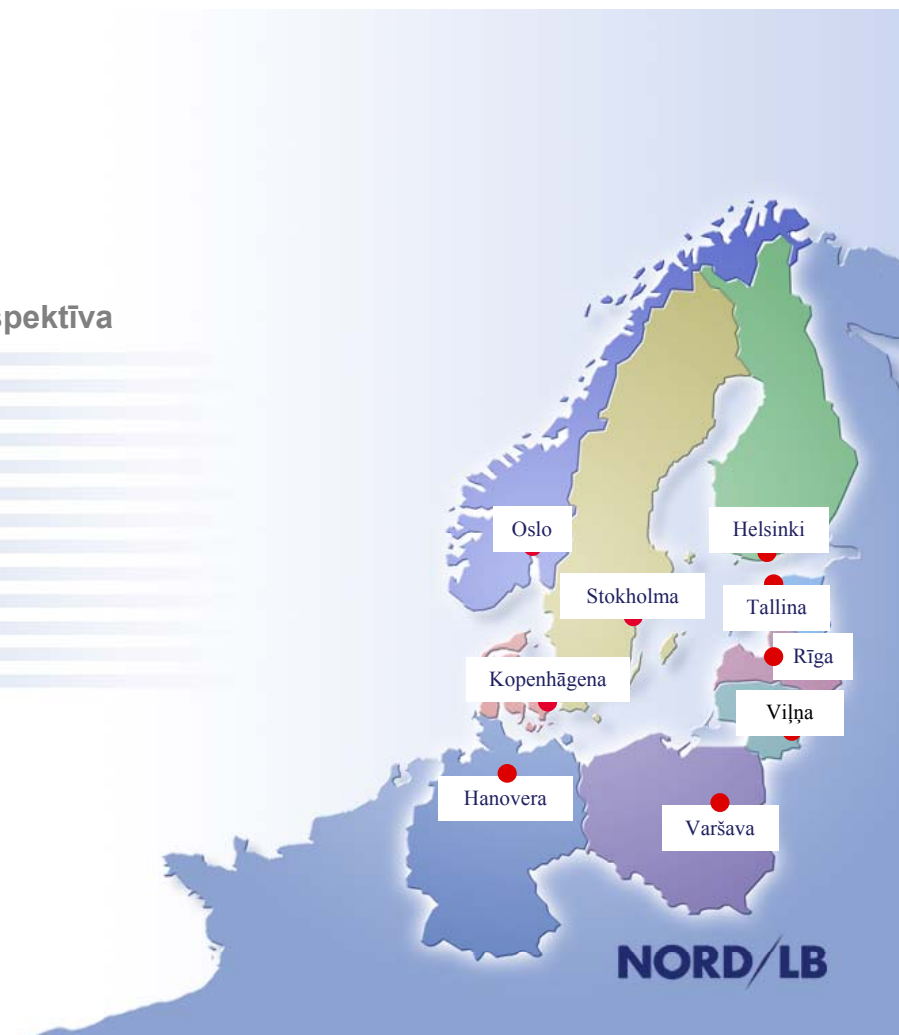 spektīva
Oslo
Helsinki
Stokholma
Tallina
Rīga
Kopenhāgena
Viļņa
Hanovera
Varšava
NORD/LB